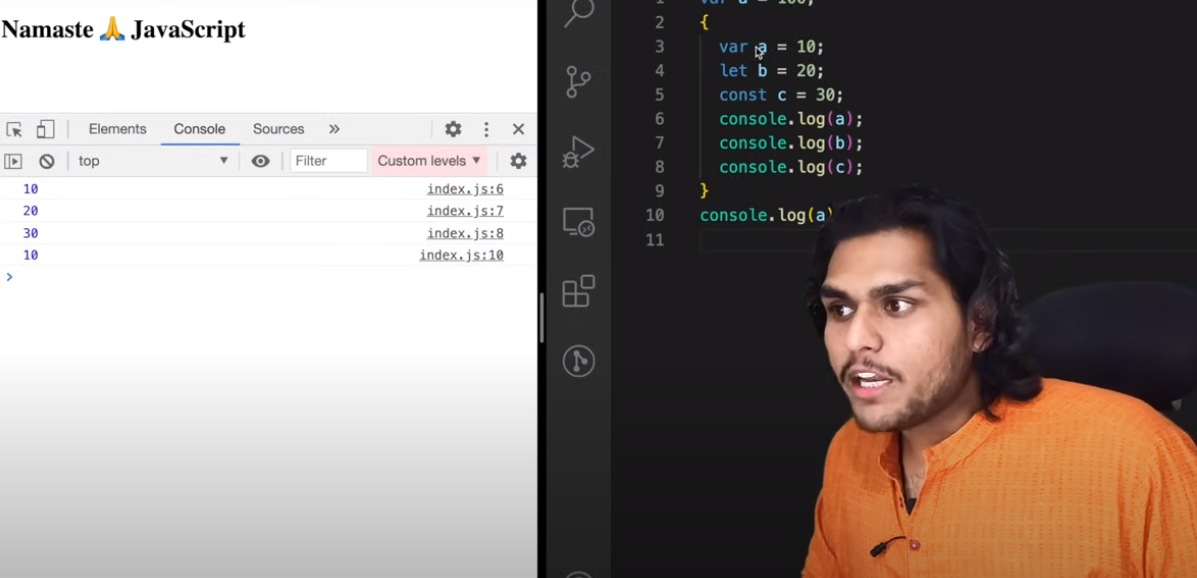 Namaste 🙏 JavaScript
Elements Console Sources »
top Filter Custom levels
10 index.js:6
20 index.js:7
30 index.js:8
10 index.js:10
>
1 var a = 100;
2 {
3 var a = 10;
4 let b = 20;
5 const c = 30;
6 console.log(a);
7 console.log(b);
8 console.log(c);
9 }
10 console.log(a)
11